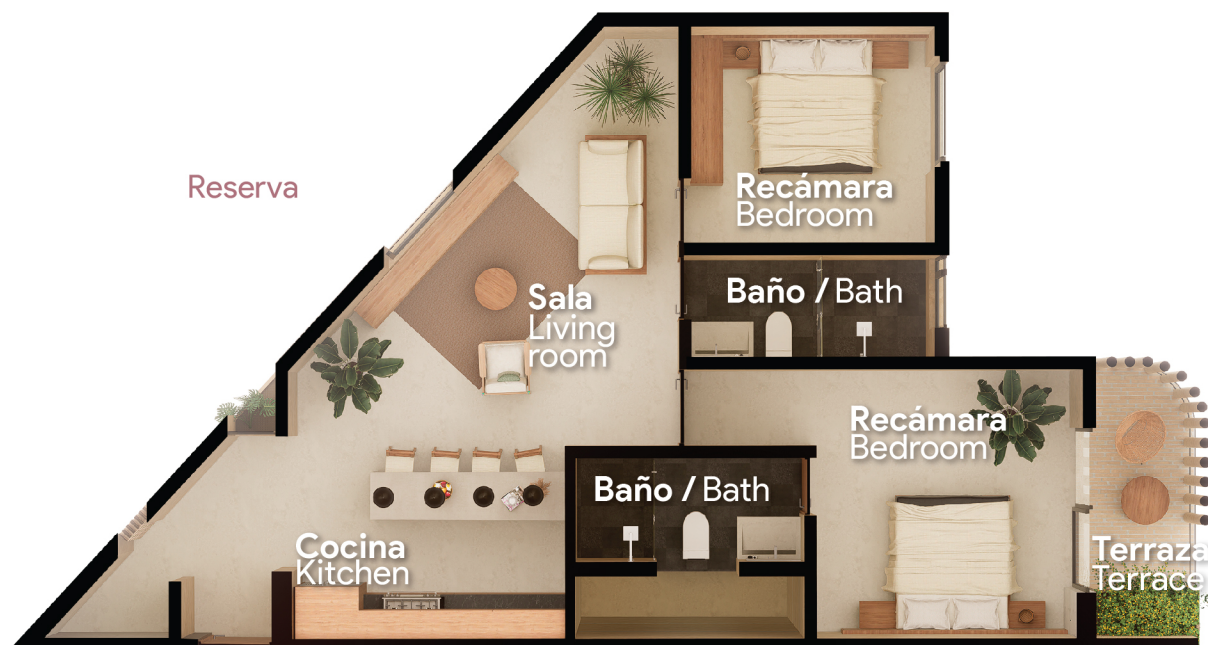 Reserva
Recámara
Bedroom
Baño / Bath
Sala
Living
room
Recámara
Bedroom
Baño / Bath
Cocina
Kitchen
Terraza
Terrace